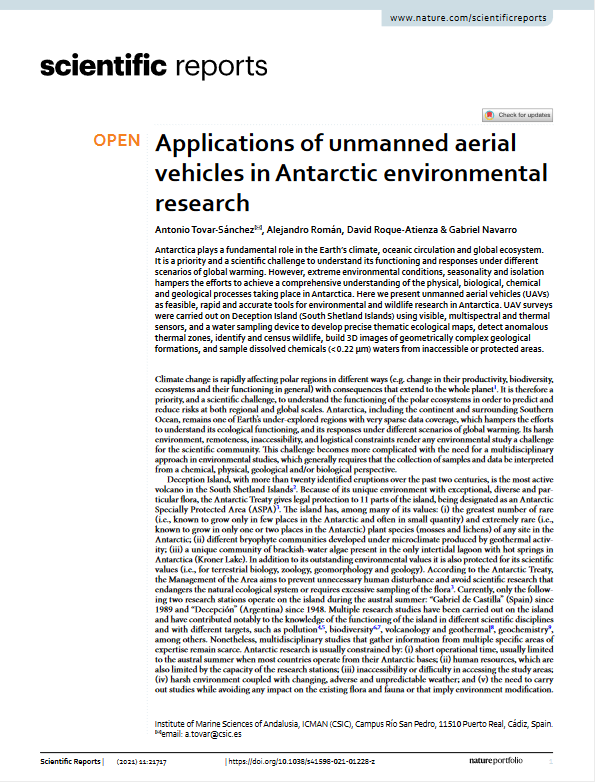 www.nature.com/scientificreports
scientific reports
Check for updates
OPEN
Applications of unmanned aerial
vehicles in Antarctic environmental
research
Antonio Tovar-Sánchez✉, Alejandro Román, David Roque-Atienza & Gabriel Navarro
Antarctica plays a fundamental role in the Earth's climate, oceanic circulation and global ecosystem.
It is a priority and a scientific challenge to understand its functioning and responses under different
scenarios of global warming. However, extreme environmental conditions, seasonality and isolation
hampers the efforts to achieve a comprehensive understanding of the physical, biological, chemical
and geological processes taking place in Antarctica. Here we present unmanned aerial vehicles (UAVs)
as feasible, rapid and accurate tools for environmental and wildlife research in Antarctica. UAV surveys
were carried out on Deception Island (South Shetland Islands) using visible, multispectral and thermal
sensors, and a water sampling device to develop precise thematic ecological maps, detect anomalous
thermal zones, identify and census wildlife, build 3D images of geometrically complex geological
formations, and sample dissolved chemicals (< 0.22 μm) waters from inaccessible or protected areas.
Climate change is rapidly affecting polar regions in different ways (e.g. change in their productivity, biodiversity,
ecosystems and their functioning in general) with consequences that extend to the whole planet1. It is therefore a
priority, and a scientific challenge, to understand the functioning of the polar ecosystems in order to predict and
reduce risks at both regional and global scales. Antarctica, including the continent and surrounding Southern
Ocean, remains one of Earth's under-explored regions with very sparse data coverage, which hampers the efforts
to understand its ecological functioning, and its responses under different scenarios of global warming. Its harsh
environment, remoteness, inaccessibility, and logistical constraints render any environmental study a challenge
for the scientific community. This challenge becomes more complicated with the need for a multidisciplinary
approach in environmental studies, which generally requires that the collection of samples and data be interpreted
from a chemical, physical, geological and/or biological perspective.
Deception Island, with more than twenty identified eruptions over the past two centuries, is the most active
volcano in the South Shetland Islands2. Because of its unique environment with exceptional, diverse and par-
ticular flora, the Antarctic Treaty gives legal protection to 11 parts of the island, being designated as an Antarctic
Specially Protected Area (ASPA)3. The island has, among many of its values: (i) the greatest number of rare
(i.e., known to grow only in few places in the Antarctic and often in small quantity) and extremely rare (i.e.,
known to grow in only one or two places in the Antarctic) plant species (mosses and lichens) of any site in the
Antarctic; (ii) different bryophyte communities developed under microclimate produced by geothermal activ-
ity; (iii) a unique community of brackish-water algae present in the only intertidal lagoon with hot springs in
Antarctica (Kroner Lake). In addition to its outstanding environmental values it is also protected for its scientific
values (i.e., for terrestrial biology, zoology, geomorphology and geology). According to the Antarctic Treaty,
the Management of the Area aims to prevent unnecessary human disturbance and avoid scientific research that
endangers the natural ecological system or requires excessive sampling of the flora3. Currently, only the follow-
ing two research stations operate on the island during the austral summer: "Gabriel de Castilla" (Spain) since
1989 and "Decepción" (Argentina) since 1948. Multiple research studies have been carried out on the island
and have contributed notably to the knowledge of the functioning of the island in different scientific disciplines
and with different targets, such as pollution4,5, biodiversity6,7, volcanology and geothermal8, geochemistry9,
among others. Nonetheless, multidisciplinary studies that gather information from multiple specific areas of
expertise remain scarce. Antarctic research is usually constrained by: (i) short operational time, usually limited
to the austral summer when most countries operate from their Antarctic bases; (ii) human resources, which are
also limited by the capacity of the research stations; (iii) inaccessibility or difficulty in accessing the study areas;
(iv) harsh environment coupled with changing, adverse and unpredictable weather; and (v) the need to carry
out studies while avoiding any impact on the existing flora and fauna or that imply environment modification.
Institute of Marine Sciences of Andalusia, ICMAN (CSIC), Campus Río San Pedro, 11510 Puerto Real, Cádiz, Spain.
✉email: a.tovar@csic.es
Scientific Reports | (2021) 11:21717 | https://doi.org/10.1038/s41598-021-01228-z natureportfolio 1